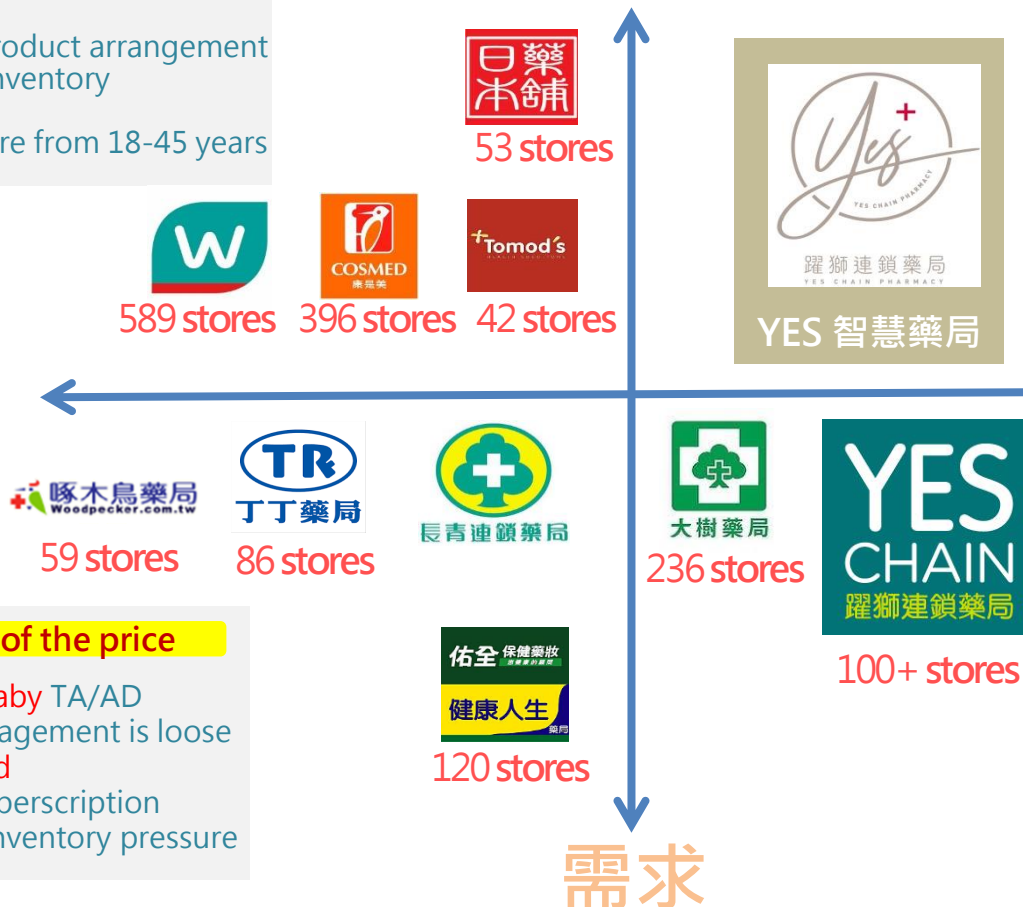 roduct arrangement
nventory
re from 18-45 years
日藥
本舖
53 stores
Yes+
YES CHAIN PHARMACY
躍獅連鎖藥局
YES CHAIN PHARMACY
YES 智慧藥局
W
589 stores
COSMED
康是美
396 stores
Tomod's
42 stores
啄木鳥藥局
Woodpecker.com.tw
59 stores
TR
丁丁藥局
86 stores
長青連鎖藥局
大樹藥局
236 stores
YES
CHAIN
躍獅連鎖藥局
100+ stores
of the price
aby TA/AD
agement is loose
d
perscription
nventory pressure
佑全 保健藥妝
健康人生
藥局
120 stores
需求